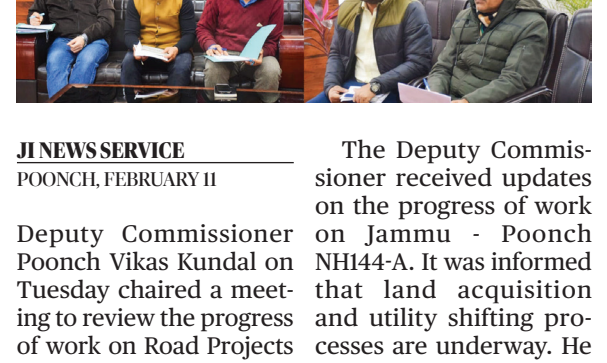 JI NEWS SERVICE
POONCH, FEBRUARY 11
Deputy Commissioner
Poonch Vikas Kundal on
Tuesday chaired a meet-
ing to review the progress
of work on Road Projects
The Deputy Commis-
sioner received updates
on the progress of work
on Jammu - Poonch
NH144-A. It was informed
that land acquisition
and utility shifting pro-
cesses are underway. He